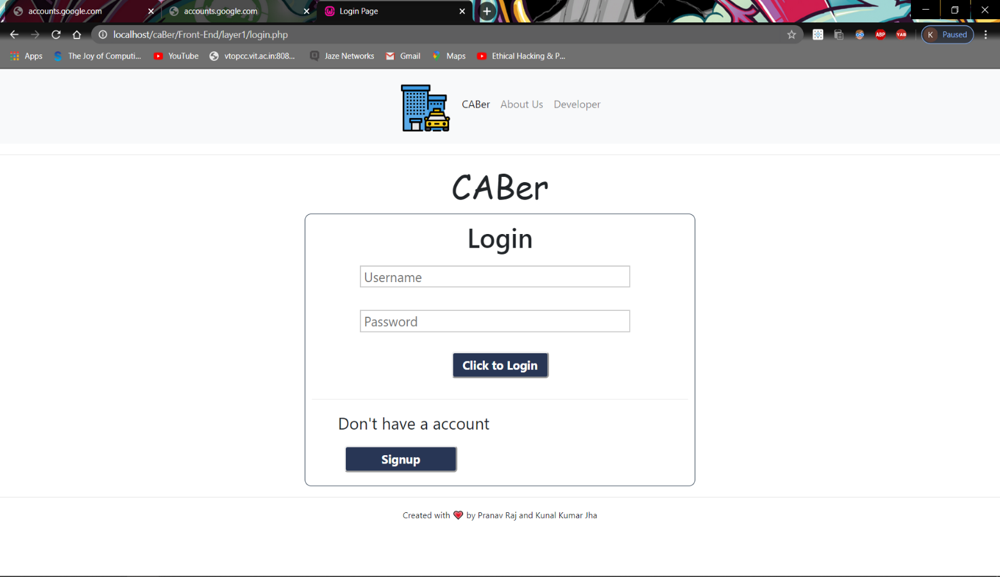 accounts.google.com
accounts.google.com
Login Page
localhost/caBer/Front-End/layer1/login.php
ABP
YAB
K
Paused
Apps
The Joy of Computi...
YouTube
vtopcc.vit.ac.in:808...
Jaze Networks
Gmail
Maps
Ethical Hacking & P...
CABer
About Us
Developer
CABer
Login
Username
Password
Click to Login
Don't have a account
Signup
Created with ❤ by Pranav Raj and Kunal Kumar Jha